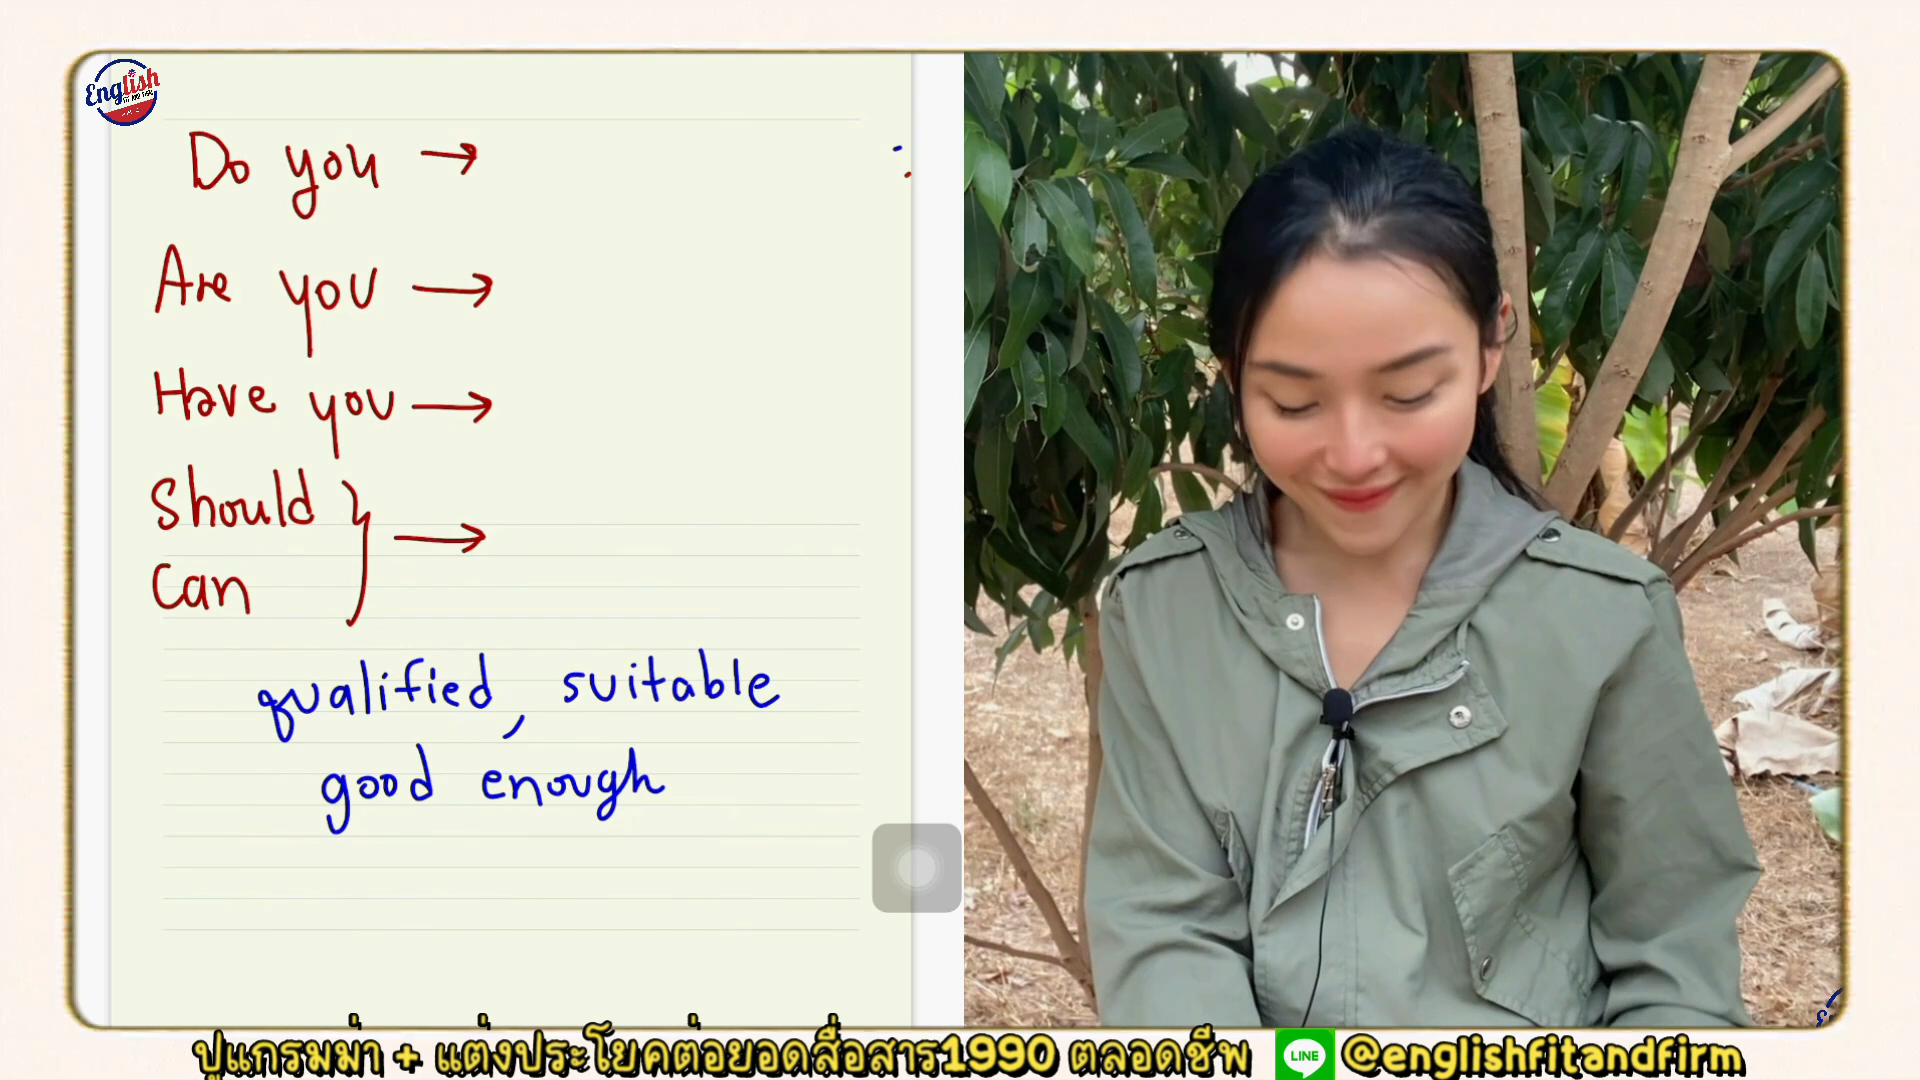 English
Do you →
Are you →
Have you →
Should
Can } →
qualified, suitable
good enough
ปูแกรมม่า + แต่งประโยคต่อยอดสื่อสาร1990 ตลอดชีพ LINE @englishfitandfirm